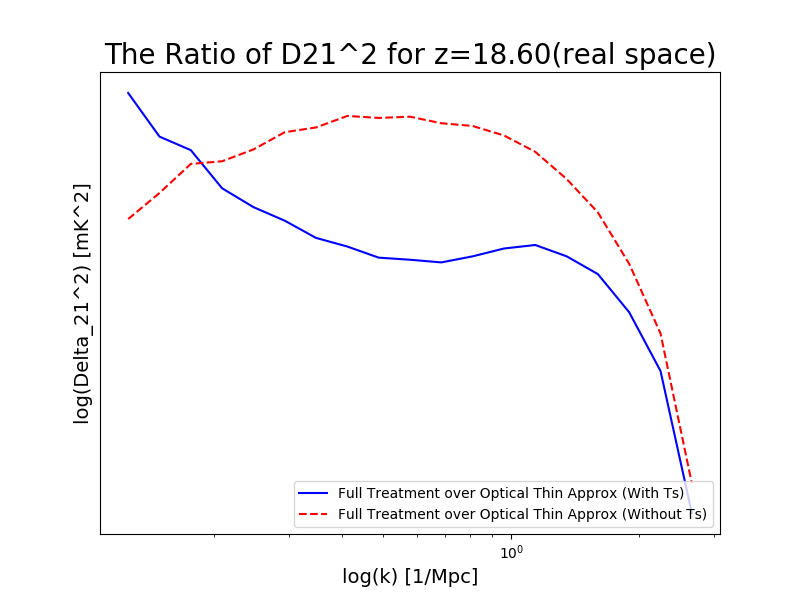 The Ratio of D21^2 for z=18.60(real space)
log(Delta_21^2) [mK^2]
Full Treatment over Optical Thin Approx (With Ts)
Full Treatment over Optical Thin Approx (Without Ts)
10^0
log(k) [1/Mpc]